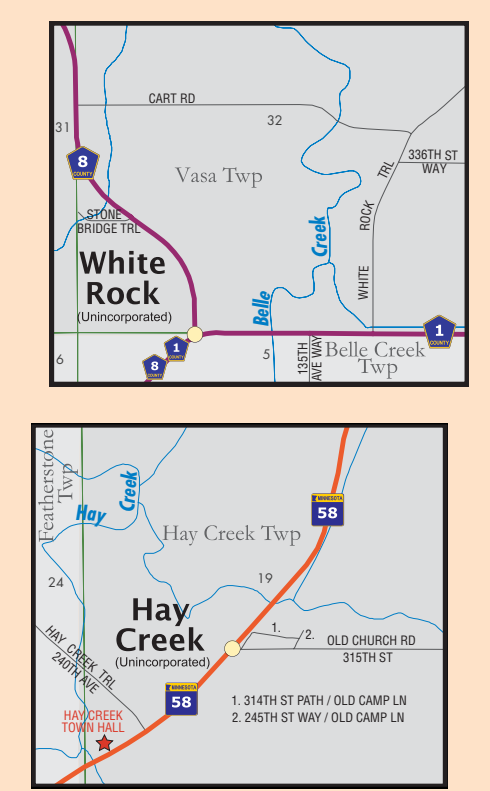 CART RD
31
32
8
COUNTY
336TH ST
WAY
Vasa Twp
WHITE ROCK TRL
STONE
BRIDGE TRL
Belle Creek
White
Rock
(Unincorporated)
1
COUNTY
1
COUNTY
8
COUNTY
6
5
135TH
AVE WAY
Belle Creek
Twp
Featherstone
Twp
Hay Creek
MINNESOTA
58
Hay Creek Twp
24
19
Hay
Creek
(Unincorporated)
1.
2.
OLD CHURCH RD
315TH ST
HAY CREEK TRL
240TH AVE
MINNESOTA
58
1. 314TH ST PATH / OLD CAMP LN
2. 245TH ST WAY / OLD CAMP LN
HAY CREEK
TOWN HALL